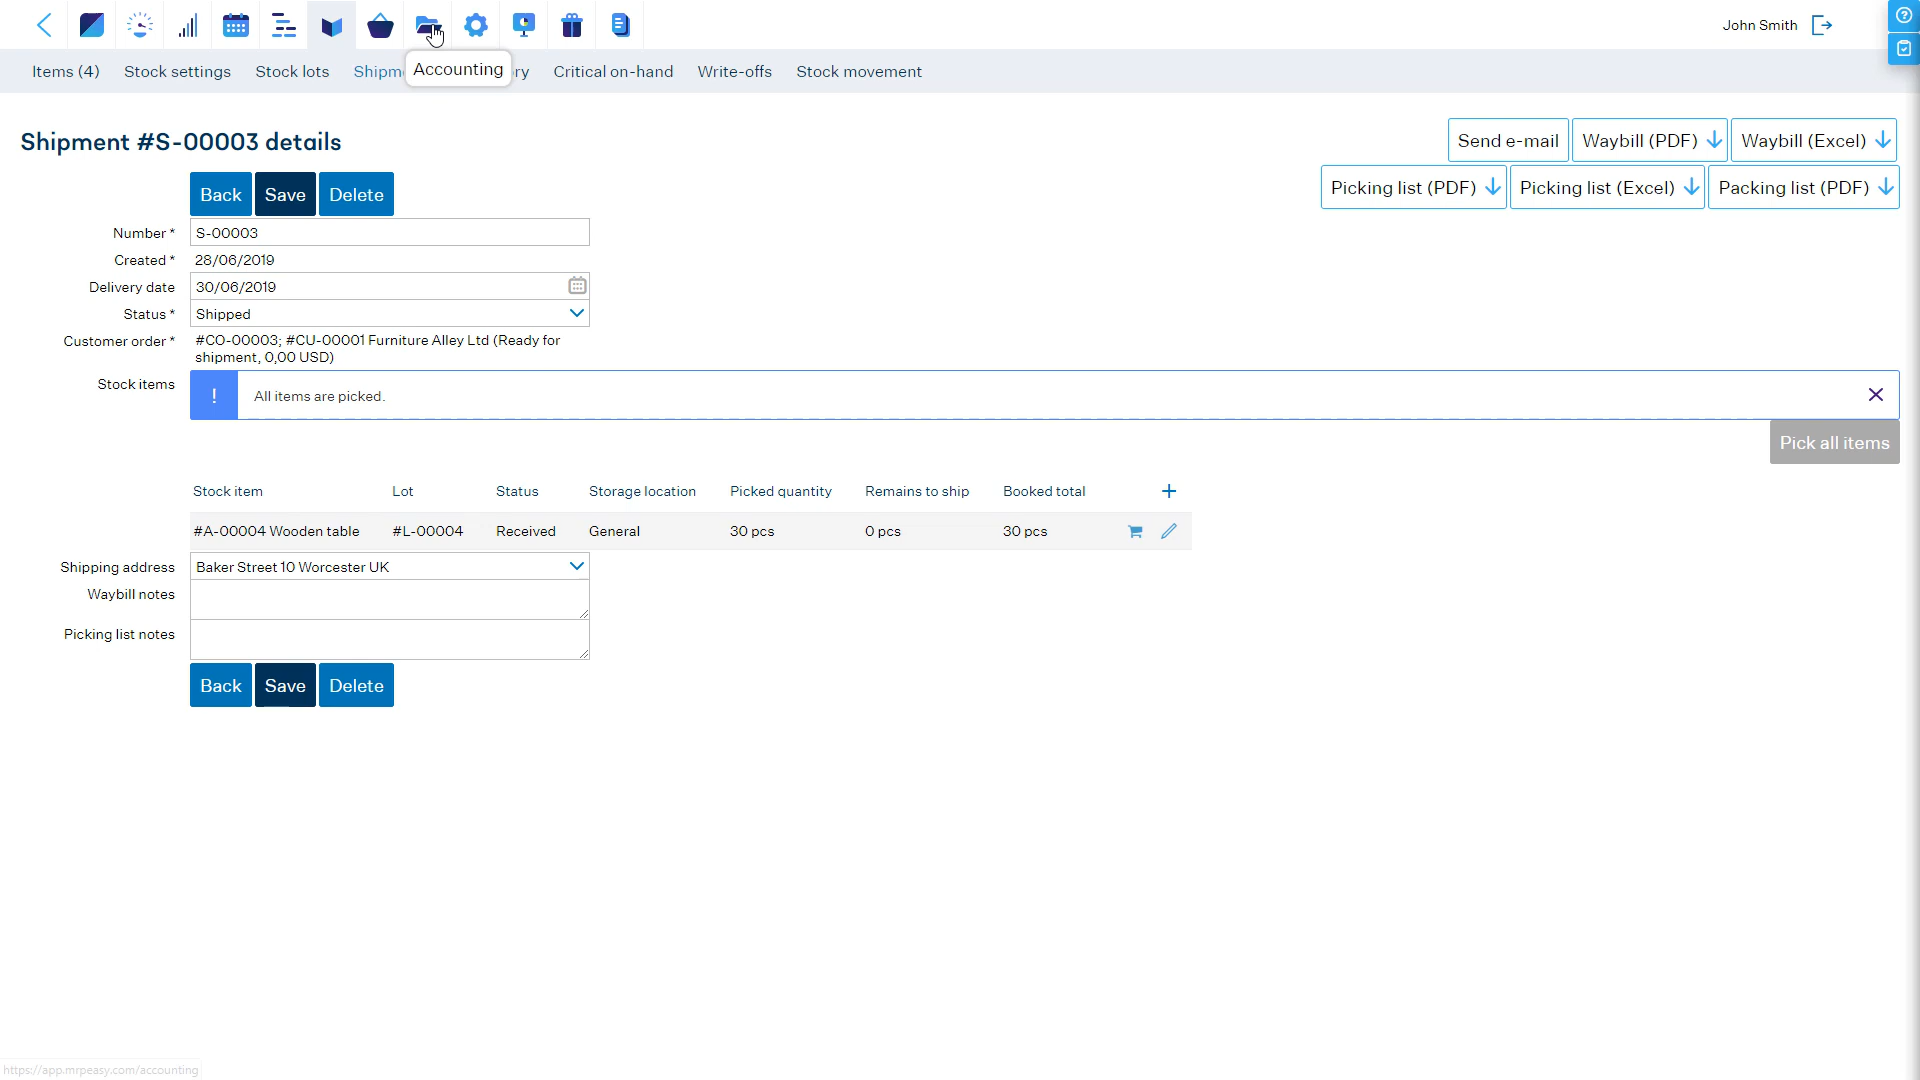 John Smith
Items (4) Stock settings Stock lots Shipm ry Critical on-hand Write-offs Stock movement
Accounting
Shipment #S-00003 details
Send e-mail Waybill (PDF) Waybill (Excel)
Picking list (PDF) Picking list (Excel) Packing list (PDF)
Back Save Delete
Number * S-00003
Created * 28/06/2019
Delivery date 30/06/2019
Status * Shipped
Customer order * #CO-00003; #CU-00001 Furniture Alley Ltd (Ready for
shipment, 0,00 USD)
Stock items ! All items are picked.
Pick all items
Stock item Lot Status Storage location Picked quantity Remains to ship Booked total
#A-00004 Wooden table #L-00004 Received General 30 pcs 0 pcs 30 pcs
Shipping address Baker Street 10 Worcester UK
Waybill notes
Picking list notes
Back Save Delete
https://app.mrpeasy.com/accounting